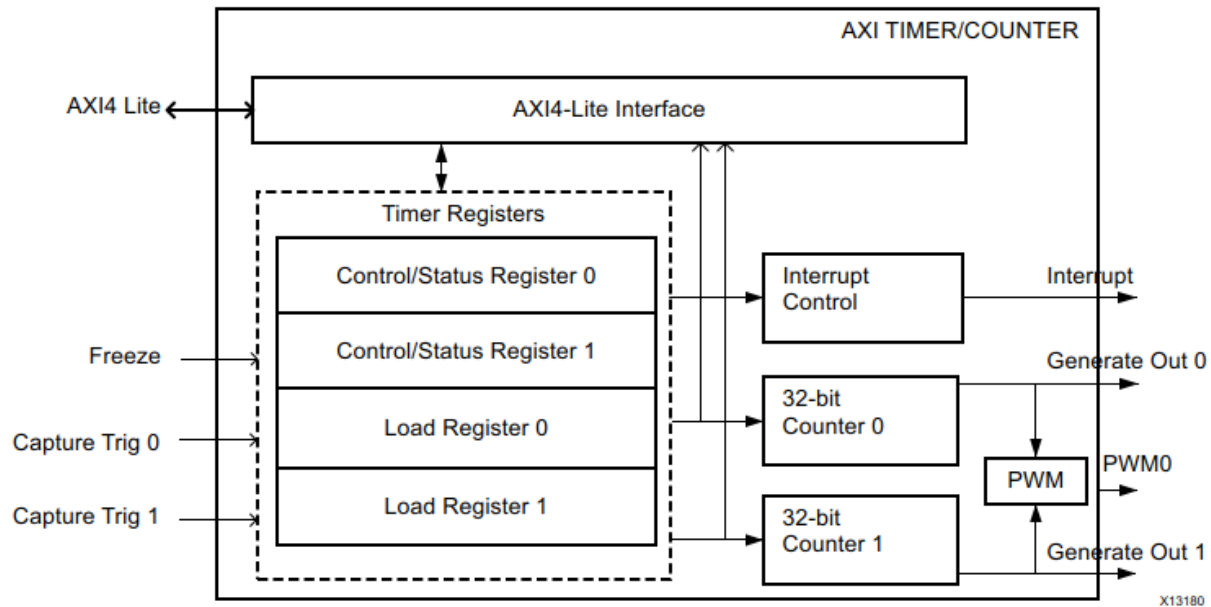 AXI TIMER/COUNTER
AXI4 Lite
AXI4-Lite Interface
Timer Registers
Control/Status Register 0
Control/Status Register 1
Load Register 0
Load Register 1
Freeze
Capture Trig 0
Capture Trig 1
Interrupt
Control
32-bit
Counter 0
32-bit
Counter 1
PWM
Interrupt
Generate Out 0
PWM0
Generate Out 1
X13180